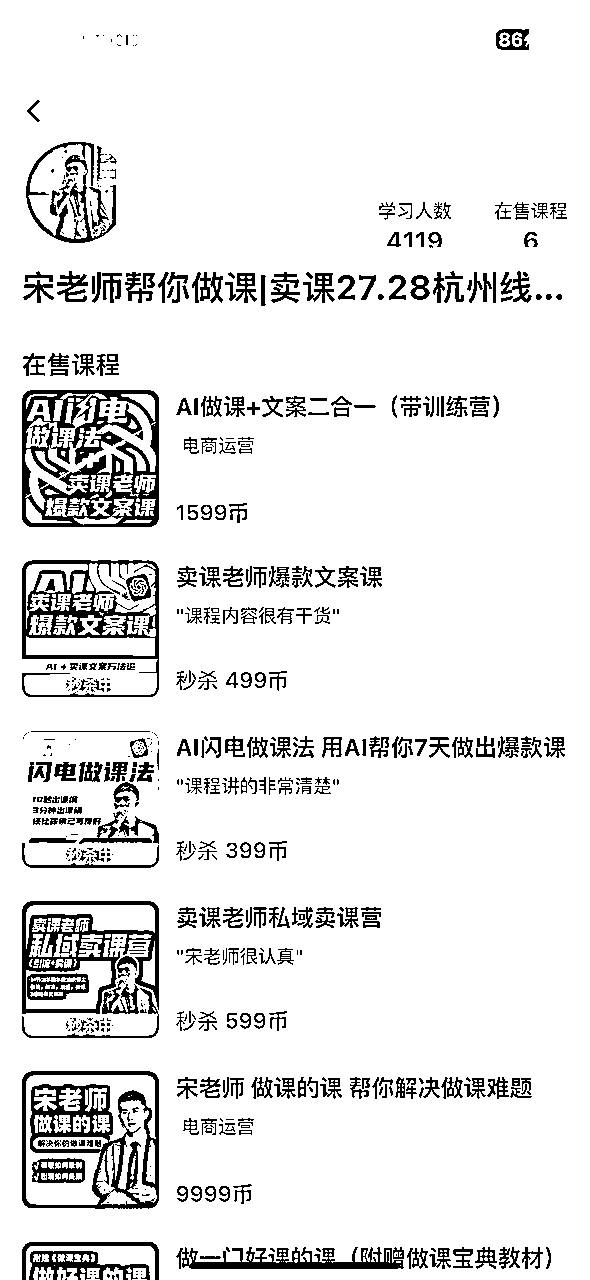 86
学习人数
在售课程
4119
6
宋老师帮你做课|卖课27.28杭州线...
在售课程
AI闪电
做课法
卖课老师
爆款文案课
AI做课+文案二合一（带训练营）
电商运营
1599币
AI
卖课老师
爆款文案课
AI + 卖课文案方法论
秒杀中
卖课老师爆款文案课
"课程内容很有干货"
秒杀 499币
闪电做课法
10秒出课纲
3分钟出课稿
秒杀中
AI闪电做课法 用AI帮你7天做出爆款课
"课程讲的非常清楚"
秒杀 399币
卖课老师
私域卖课营
秒杀中
卖课老师私域卖课营
"宋老师很认真"
秒杀 599币
宋老师
做课的课
解决你的做课难题
宋老师 做课的课 帮你解决做课难题
电商运营
9999币
做好课的课
做一门好课的课（附赠做课宝典教材）